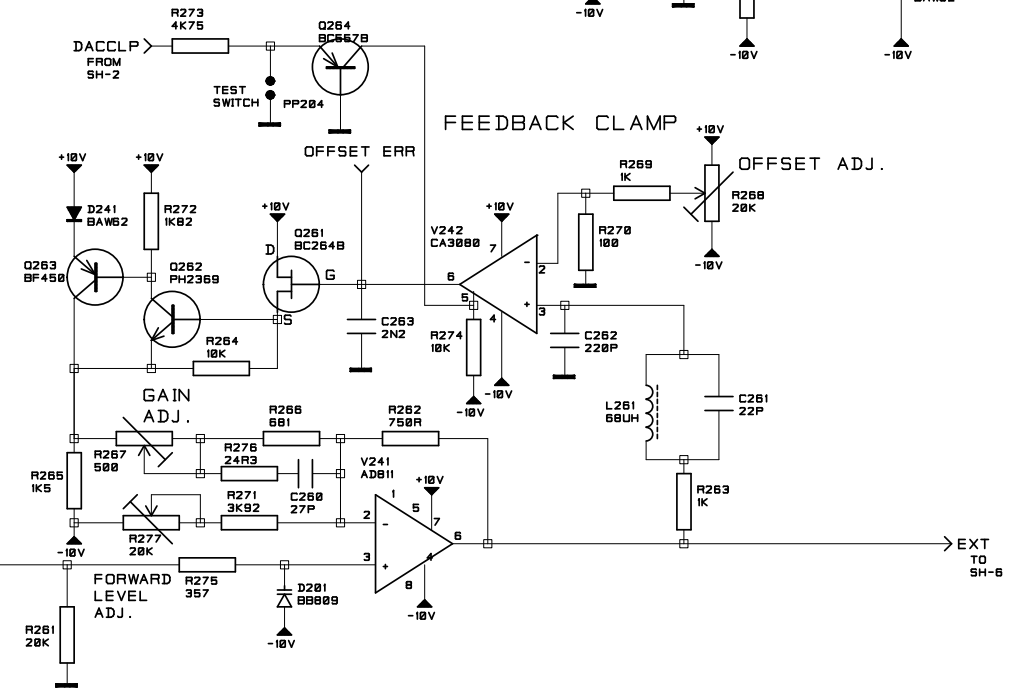 R273
4K75
DACCLP
FROM
SH-2
Q264
BC557B
TEST
SWITCH
PP204
-10V
-10V
-10V
FEEDBACK CLAMP
OFFSET ERR
+10V
OFFSET ADJ.
R269
1K
R268
20K
-10V
R270
100
+10V
+10V
D241
BAW62
R272
1K82
Q263
BF450
Q262
PH2369
+10V
Q261
BC264B
D
G
S
V242
CA3080
+10V
7
6
5
4
-
2
+
3
R274
10K
-10V
-10V
C263
2N2
C262
220P
R264
10K
L261
68UH
C261
22P
R263
1K
GAIN
ADJ.
R267
500
R266
681
R262
750R
R276
24R3
C260
27P
V241
AD811
R265
1K5
R271
3K92
R277
20K
-10V
+10V
1
5
7
2
-
3
+
6
4
8
-10V
EXT
TO
SH-6
FORWARD
LEVEL
ADJ.
R275
357
D201
BB809
-10V
R261
20K